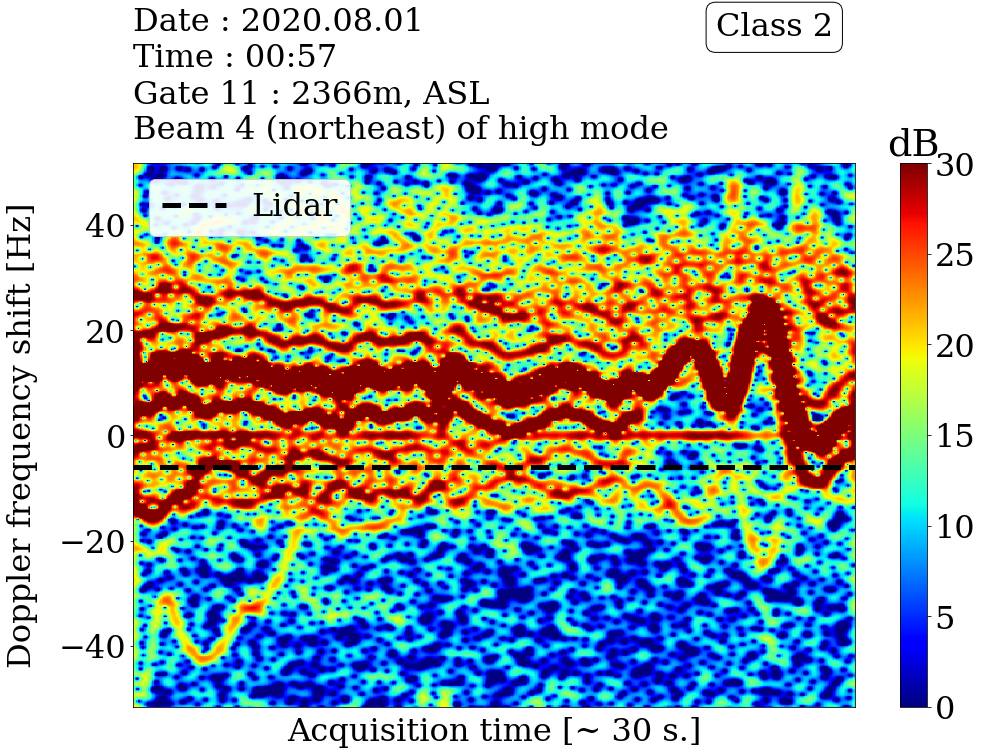 Date : 2020.08.01
Time : 00:57
Gate 11 : 2366m, ASL
Beam 4 (northeast) of high mode
Class 2
dB
Lidar
Doppler frequency shift [Hz]
40
20
0
−20
−40
Acquisition time [~ 30 s.]
30
25
20
15
10
5
0